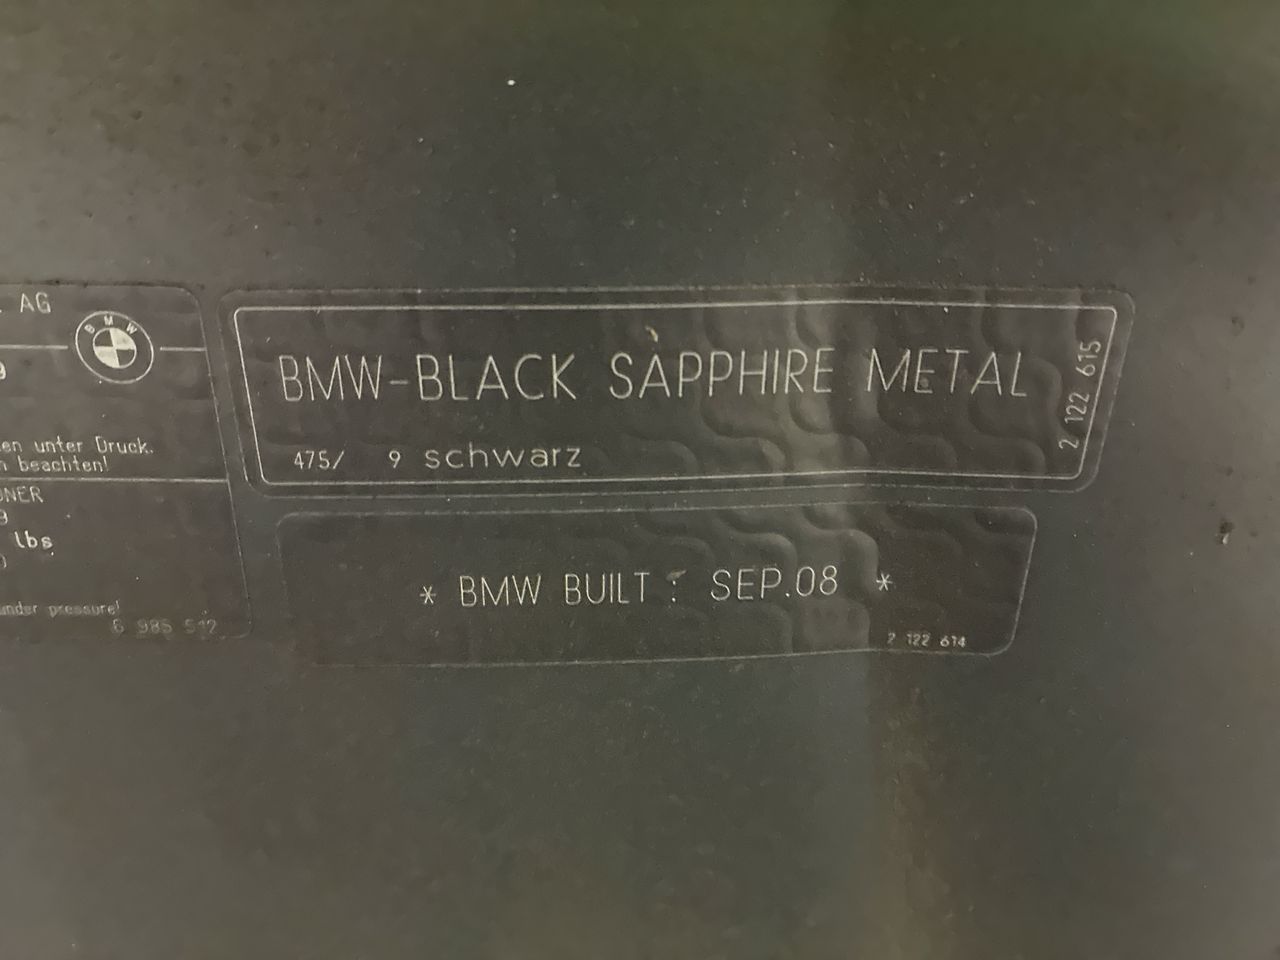 AG
BMW
en unter Druck.
beachten!
lbs
under pressure!
6 985 512
BMW-BLACK SAPPHIRE METAL
475/ 9 schwarz
2 122 615
* BMW BUILT : SEP.08 *
2 122 614